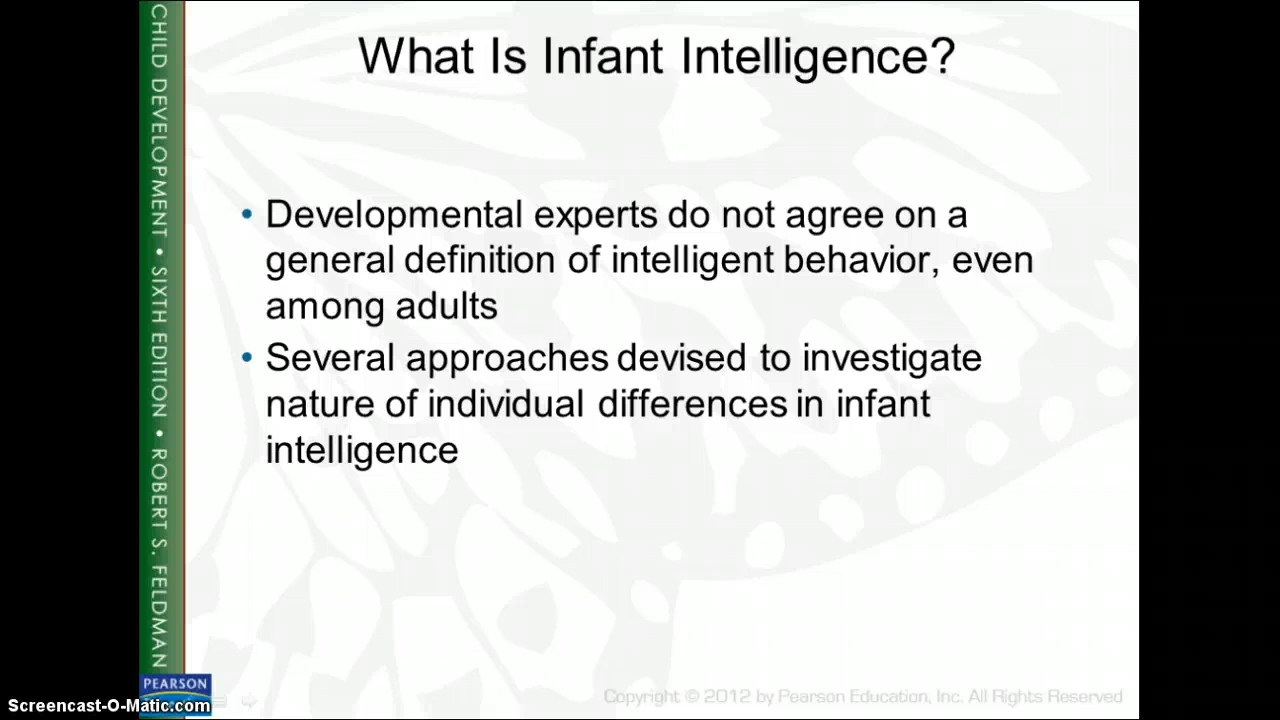 What Is Infant Intelligence?
• Developmental experts do not agree on a
general definition of intelligent behavior, even
among adults
• Several approaches devised to investigate
nature of individual differences in infant
intelligence
CHILD DEVELOPMENT • SIXTH EDITION • ROBERT S. FELDMAN
PEARSON
Copyright © 2012 by Pearson Education, Inc. All Rights Reserved
Screencast-O-Matic.com